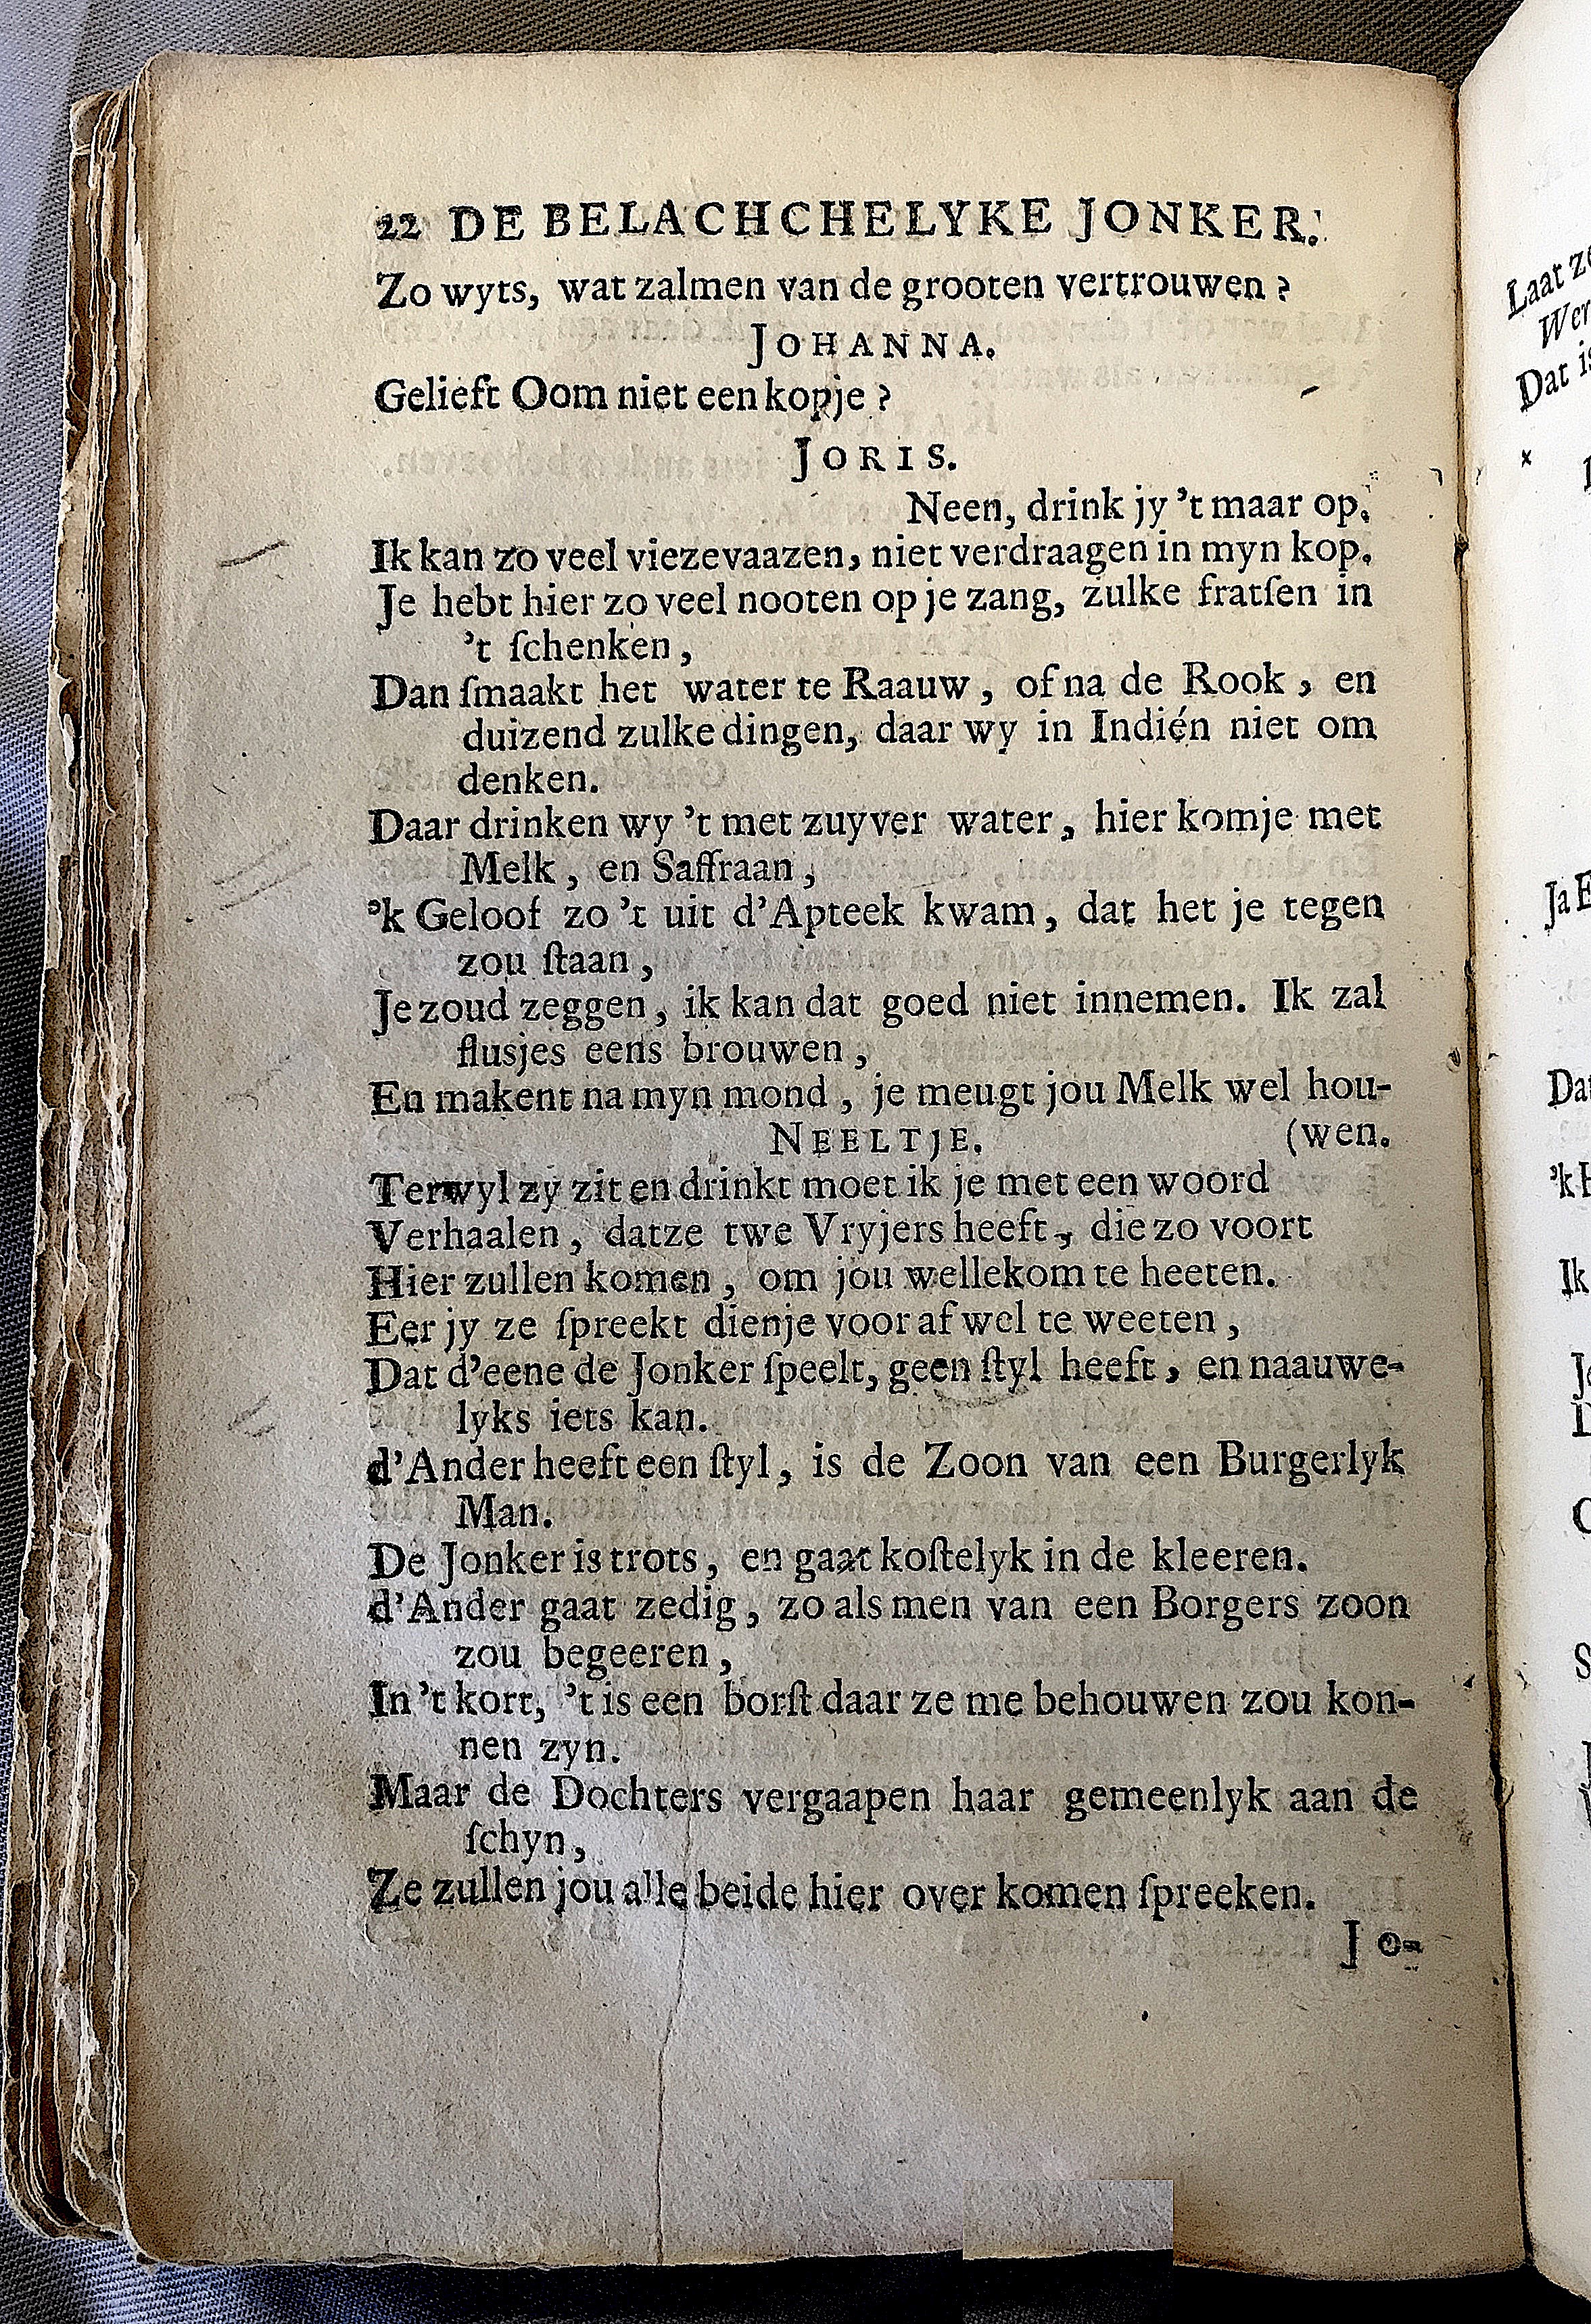 22 DE BELACHCHELYKE JONKER.
Zo wyts, wat zalmen van de grooten vertrouwen?
JOHANNA.
Gelieft Oom niet een kopje?
JORIS.
Neen, drink jy 't maar op.
Ik kan zo veel viezevaazen, niet verdraagen in myn kop.
Je hebt hier zo veel nooten op je zang, zulke fratſen in
't ſchenken,
Dan ſmaakt het water te Raauw, of na de Rook, en
duizend zulke dingen, daar wy in Indién niet om
denken.
Daar drinken wy 't met zuyver water, hier komje met
Melk, en Saffraan,
'k Geloof zo 't uit d'Apteek kwam, dat het je tegen
zou ſtaan,
Je zoud zeggen, ik kan dat goed niet innemen. Ik zal
fluſjes eens brouwen,
En makent na myn mond, je meugt jou Melk wel hou-
NEELTJE. (wen.
Terwyl zy zit en drinkt moet ik je met een woord
Verhaalen, datze twe Vryjers heeft, die zo voort
Hier zullen komen, om jou wellekom te heeten.
Eer jy ze ſpreekt dienje voor af wel te weeten,
Dat d'eene de Jonker ſpeelt, geen ſtyl heeft, en naauwe-
lyks iets kan.
d'Ander heeft een ſtyl, is de Zoon van een Burgerlyk
Man.
De Jonker is trots, en gaat koſtelyk in de kleeren.
d'Ander gaat zedig, zo als men van een Borgers zoon
zou begeeren,
In 't kort, 't is een borſt daar ze me behouwen zou kon-
nen zyn.
Maar de Dochters vergaapen haar gemeenlyk aan de
ſchyn,
Ze zullen jou alle beide hier over komen ſpreeken.
JO-
Laat
Dat
x
Ja
'k
Ik